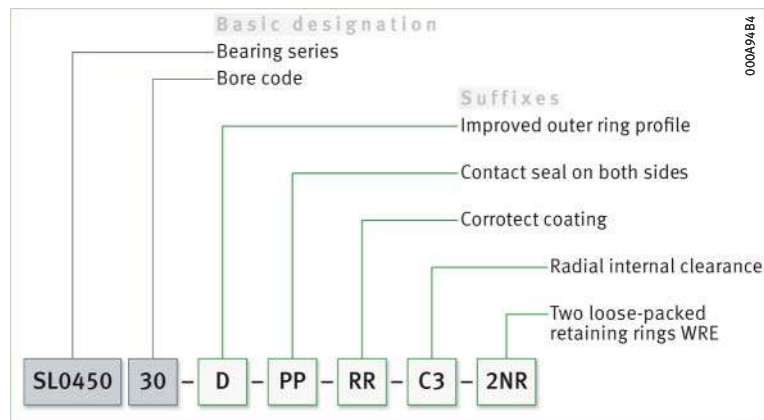 Basic designation
Bearing series
Bore code
Suffixes
Improved outer ring profile
Contact seal on both sides
Corrotect coating
Radial internal clearance
Two loose-packed
retaining rings WRE
SL0450 30 – D – PP – RR – C3 – 2NR
000A94B4